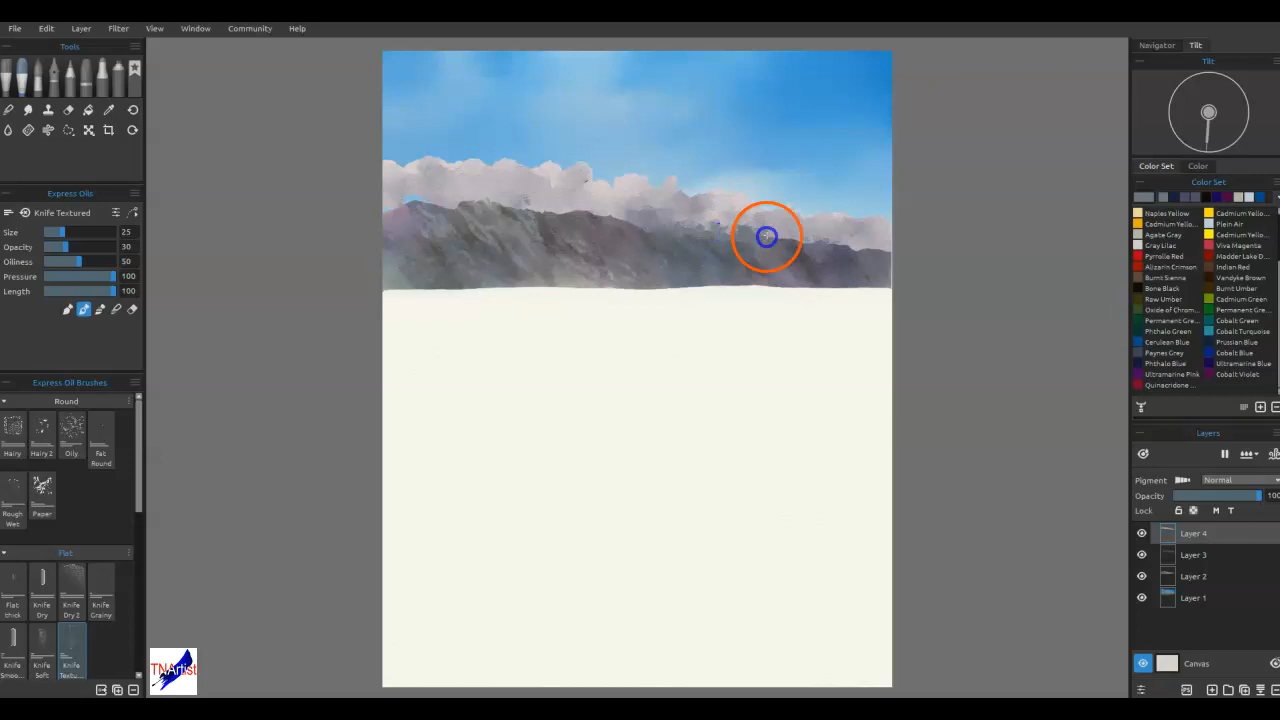 File Edit Layer Filter View Window Community Help
Tools
Express Oils
Knife Textured
Size 25
Opacity 30
Oiliness 50
Pressure 100
Length 100
Express Oil Brushes
Round
Hairy Hairy 2 Oily Fat Round
Rough Wet Paper
Flat
Flat thick Knife Dry Knife Dry 2 Knife Grainy
Knife Smoo... Knife Soft Knife Textu...
TNArtist
Navigator Tilt
Tilt
Color Set Color
Color Set
Naples Yellow Cadmium Yello...
Cadmium Yello... Plein Air
Agate Gray Cadmium Yello...
Gray Lilac Viva Magenta
Pyrrolle Red Madder Lake D...
Alizarin Crimson Indian Red
Burnt Sienna Vandyke Brown
Bone Black Burnt Umber
Raw Umber Cadmium Green
Oxide of Chrom... Permanent Gre...
Permanent Gre... Cobalt Green
Phthalo Green Cobalt Turquoise
Cerulean Blue Prussian Blue
Paynes Grey Cobalt Blue
Phthalo Blue Ultramarine Blue
Ultramarine Pink Cobalt Violet
Quinacridone ...
Layers
Pigment Normal
Opacity 100
Lock M T
Layer 4
Layer 3
Layer 2
Layer 1
Canvas
PS